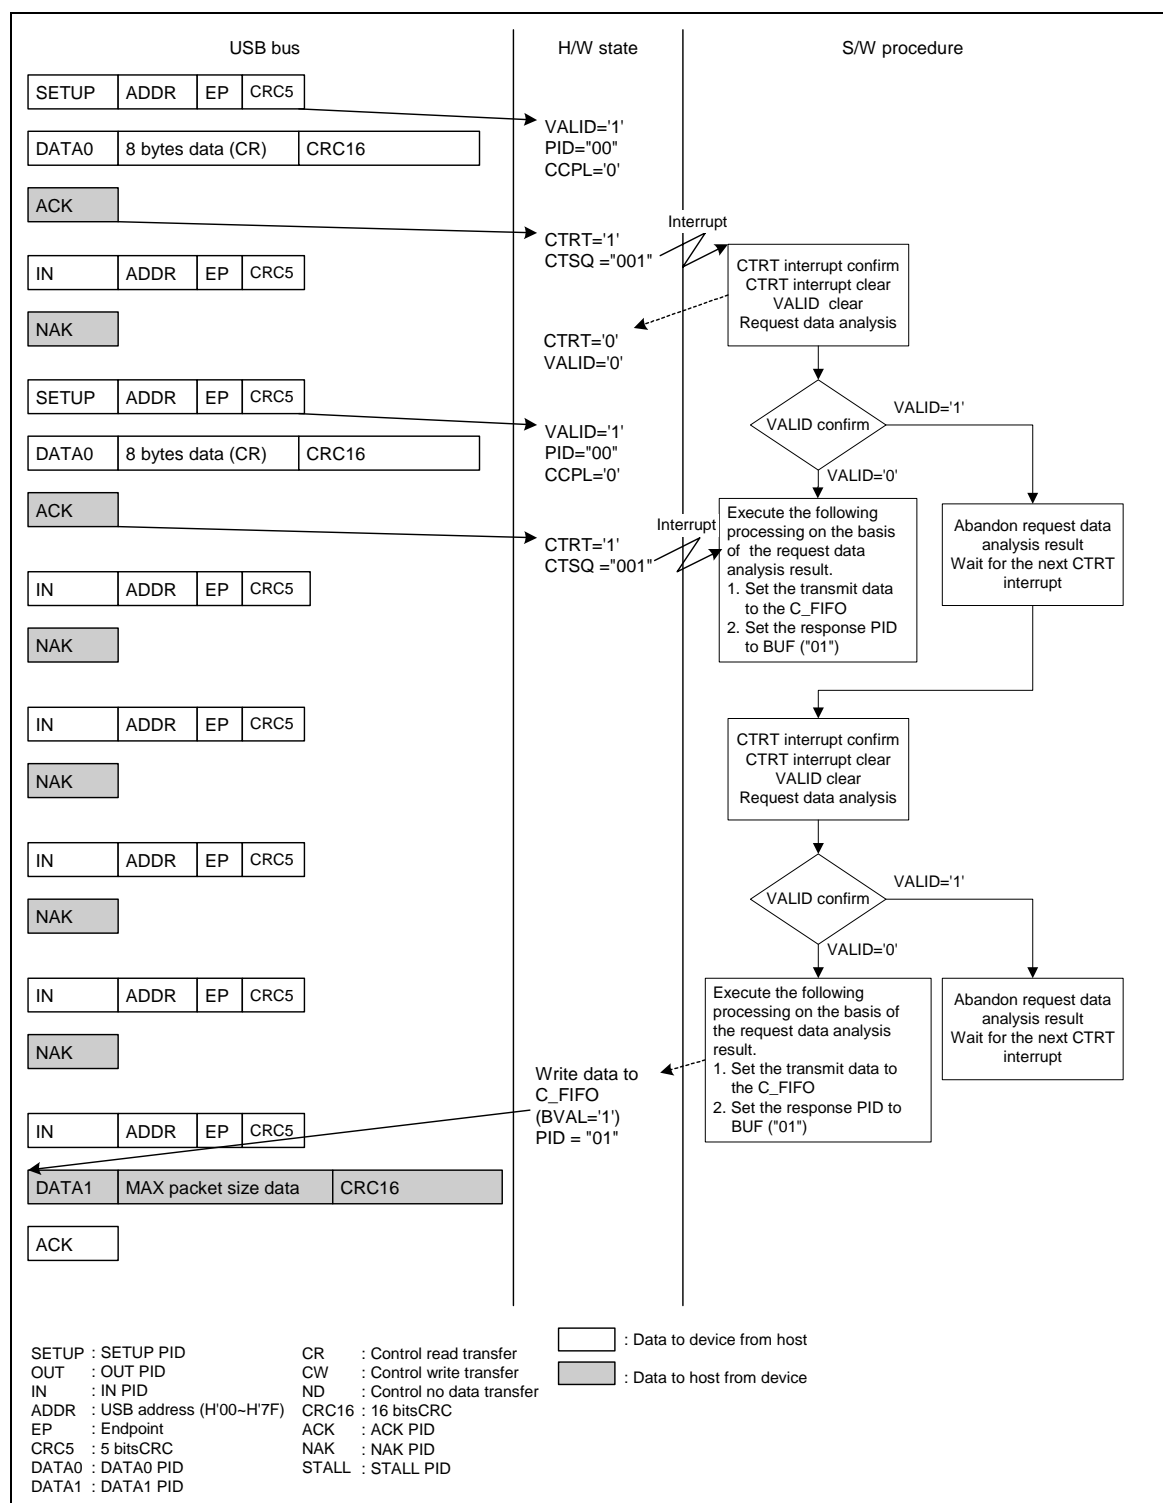 USB bus
H/W state
S/W procedure
SETUP ADDR EP CRC5
VALID='1'
PID="00"
CCPL='0'
DATA0 8 bytes data (CR) CRC16
ACK
Interrupt
CTRT='1'
CTSQ ="001"
IN ADDR EP CRC5
CTRT interrupt confirm
CTRT interrupt clear
VALID clear
Request data analysis
NAK
CTRT='0'
VALID='0'
SETUP ADDR EP CRC5
VALID confirm
VALID='1'
VALID='1'
PID="00"
CCPL='0'
DATA0 8 bytes data (CR) CRC16
VALID='0'
ACK
Interrupt
CTRT='1'
CTSQ ="001"
Execute the following
processing on the basis
of the request data
analysis result.
1. Set the transmit data
to the C_FIFO
2. Set the response PID
to BUF ("01")
Abandon request data
analysis result
Wait for the next CTRT
interrupt
IN ADDR EP CRC5
NAK
IN ADDR EP CRC5
NAK
CTRT interrupt confirm
CTRT interrupt clear
VALID clear
Request data analysis
IN ADDR EP CRC5
NAK
VALID confirm
VALID='1'
VALID='0'
IN ADDR EP CRC5
NAK
Execute the following
processing on the basis of
the request data analysis
result.
1. Set the transmit data to
the C_FIFO
2. Set the response PID to
BUF ("01")
Abandon request data
analysis result
Wait for the next CTRT
interrupt
Write data to
C_FIFO
(BVAL='1')
PID = "01"
IN ADDR EP CRC5
DATA1 MAX packet size data CRC16
ACK
SETUP : SETUP PID
OUT : OUT PID
IN : IN PID
ADDR : USB address (H'00~H'7F)
EP : Endpoint
CRC5 : 5 bitsCRC
DATA0 : DATA0 PID
DATA1 : DATA1 PID
CR : Control read transfer
CW : Control write transfer
ND : Control no data transfer
CRC16 : 16 bitsCRC
ACK : ACK PID
NAK : NAK PID
STALL : STALL PID
: Data to device from host
: Data to host from device